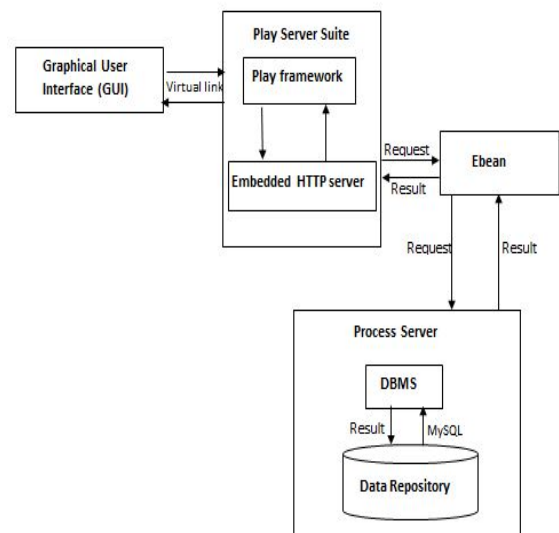 Play Server Suite
Graphical User
Interface (GUI)
Virtual link
Play framework
Embedded HTTP server
Request
Result
Ebean
Request
Result
Process Server
DBMS
Result
MySQL
Data Repository